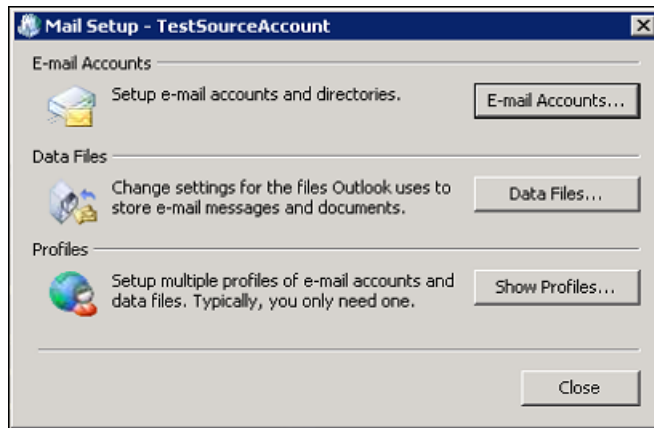 Mail Setup - TestSourceAccount
E-mail Accounts
Setup e-mail accounts and directories.
E-mail Accounts...
Data Files
Change settings for the files Outlook uses to
store e-mail messages and documents.
Data Files...
Profiles
Setup multiple profiles of e-mail accounts and
data files. Typically, you only need one.
Show Profiles...
Close